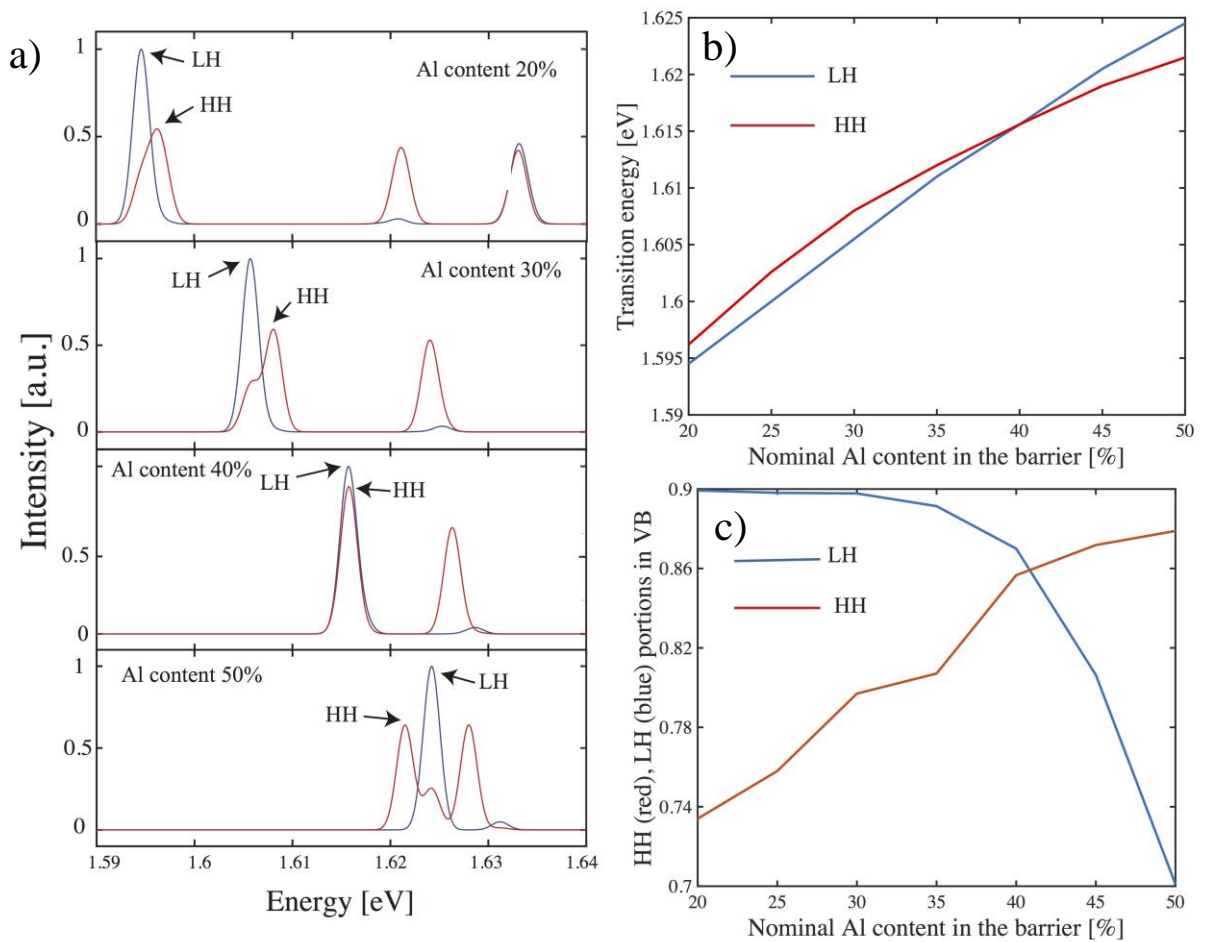 a)
LH
HH
Al content 20%
1
0.5
0
LH
HH
Al content 30%
1
0.5
0
Al content 40%
LH
HH
0.5
0
Al content 50%
LH
HH
1
0.5
0
1.59
1.6
1.61
1.62
1.63
1.64
Intensity [a.u.]
Energy [eV]
b)
LH
HH
1.625
1.62
1.615
1.61
1.605
1.6
1.595
1.59
20
25
30
35
40
45
50
Transition energy [eV]
Nominal Al content in the barrier [%]
c)
LH
HH
0.9
0.86
0.82
0.78
0.74
0.7
20
25
30
35
40
45
50
HH (red), LH (blue) portions in VB
Nominal Al content in the barrier [%]